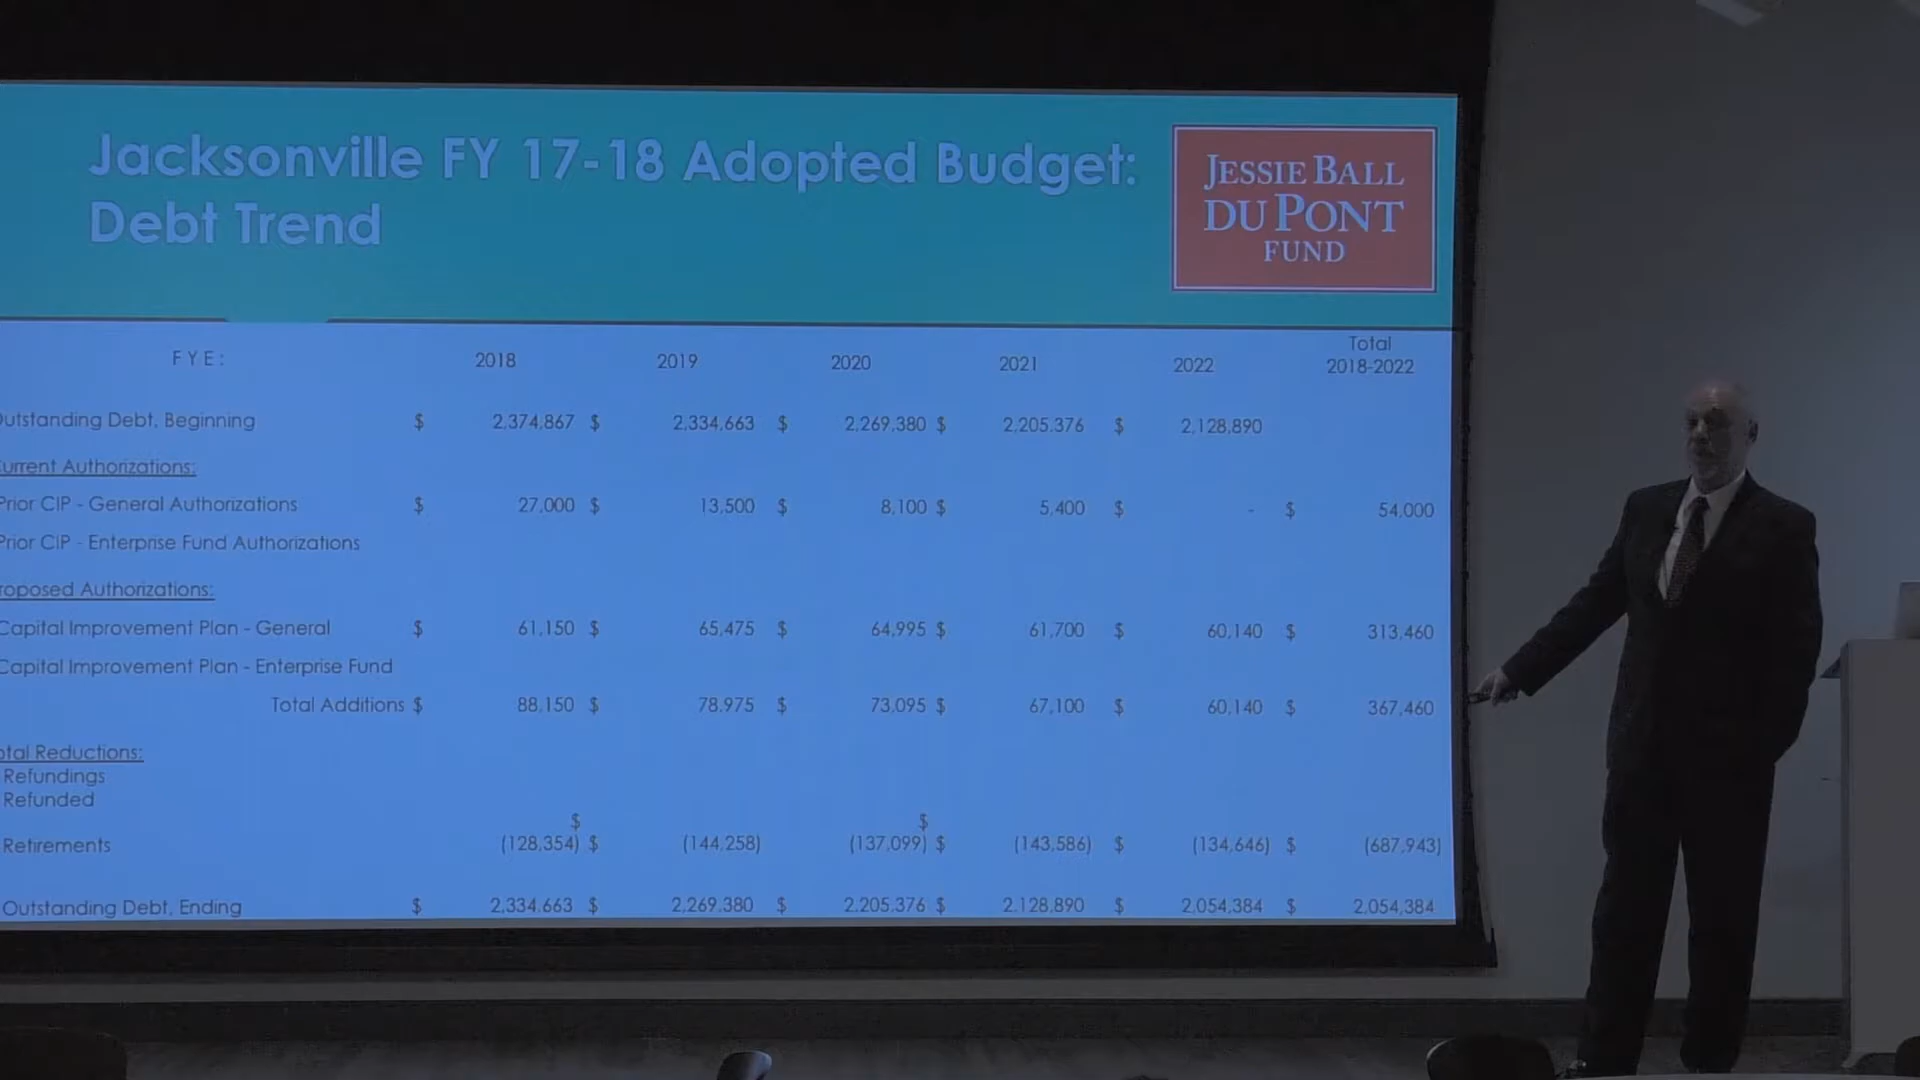 Jacksonville FY 17-18 Adopted Budget:
Debt Trend
JESSIE BALL
DU PONT
FUND
FYE: 2018 2019 2020 2021 2022 Total 2018-2022
Outstanding Debt, Beginning $ 2,374,867 $ 2,334,663 $ 2,269,380 $ 2,205,376 $ 2,128,890
Current Authorizations:
Prior CIP - General Authorizations $ 27,000 $ 13,500 $ 8,100 $ 5,400 $ - $ 54,000
Prior CIP - Enterprise Fund Authorizations
roposed Authorizations:
Capital Improvement Plan - General $ 61,150 $ 65,475 $ 64,995 $ 61,700 $ 60,140 $ 313,460
Capital Improvement Plan - Enterprise Fund
Total Additions $ 88,150 $ 78,975 $ 73,095 $ 67,100 $ 60,140 $ 367,460
otal Reductions:
Refundings
Refunded
$ $
Retirements (128,354) $ (144,258) (137,099) $ (143,586) $ (134,646) $ (687,943)
Outstanding Debt, Ending $ 2,334,663 $ 2,269,380 $ 2,205,376 $ 2,128,890 $ 2,054,384 $ 2,054,384